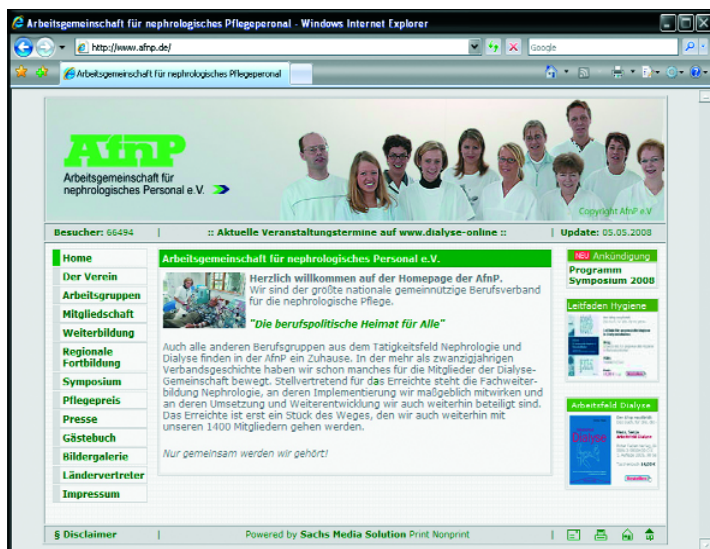 Arbeitsgemeinschaft für nephrologisches Pflegeperonal - Windows Internet Explorer
http://www.afnp.de/
Google
Arbeitsgemeinschaft für nephrologisches Pflegeperonal
AfnP
Arbeitsgemeinschaft für
nephrologisches Personal e.V.
Copyright AfnP e.V
Besucher: 66494 | :: Aktuelle Veranstaltungstermine auf www.dialyse-online :: | Update: 05.05.2008
Home
Der Verein
Arbeitsgruppen
Mitgliedschaft
Weiterbildung
Regionale
Fortbildung
Symposium
Pflegepreis
Presse
Gästebuch
Bildergalerie
Ländervertreter
Impressum
Arbeitsgemeinschaft für nephrologisches Personal e.V.
Herzlich willkommen auf der Homepage der AfnP.
Wir sind der größte nationale gemeinnützige Berufsverband
für die nephrologische Pflege.
"Die berufspolitische Heimat für Alle"
Auch alle anderen Berufsgruppen aus dem Tätigkeitsfeld Nephrologie und
Dialyse finden in der AfnP ein Zuhause. In der mehr als zwanzigjährigen
Verbandsgeschichte haben wir schon manches für die Mitglieder der Dialyse-
Gemeinschaft bewegt. Stellvertretend für das Erreichte steht die Fachweiter-
bildung Nephrologie, an deren Implementierung wir maßgeblich mitwirken und
an deren Umsetzung und Weiterentwicklung wir auch weiterhin beteiligt sind.
Das Erreichte ist erst ein Stück des Weges, den wir auch weiterhin mit
unseren 1400 Mitgliedern gehen werden.
Nur gemeinsam werden wir gehört!
NEU Ankündigung
Programm
Symposium 2008
Leitfaden Hygiene
Arbeitsfeld Dialyse
Dialyse
§ Disclaimer | Powered by Sachs Media Solution Print Nonprint |